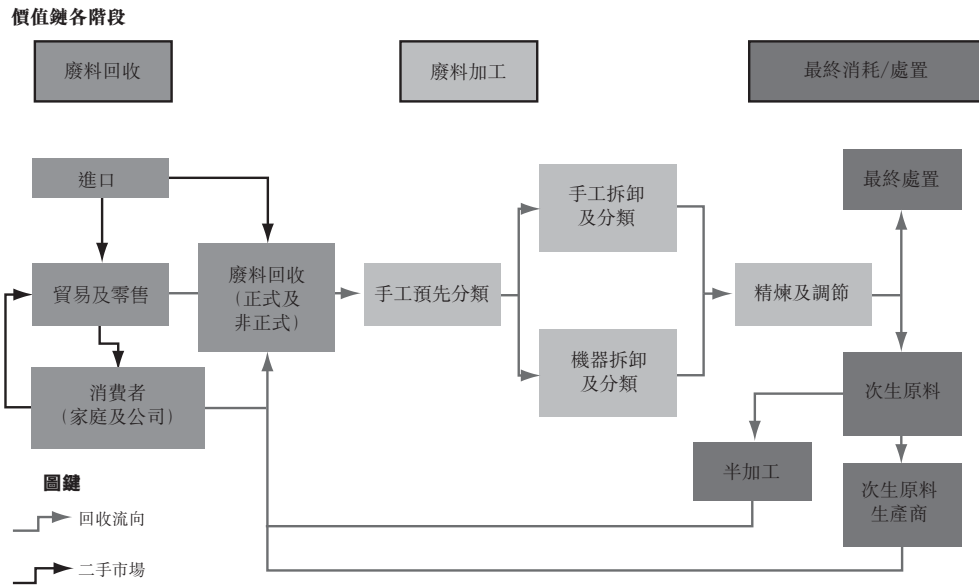 價值鏈各階段
廢料回收
廢料加工
最終消耗/處置
進口
手工拆卸
及分類
最終處置
貿易及零售
廢料回收
(正式及
非正式)
手工預先分類
精煉及調節
消費者
(家庭及公司)
機器拆卸
及分類
次生原料
半加工
次生原料
生產商
圖鍵
回收流向
二手市場